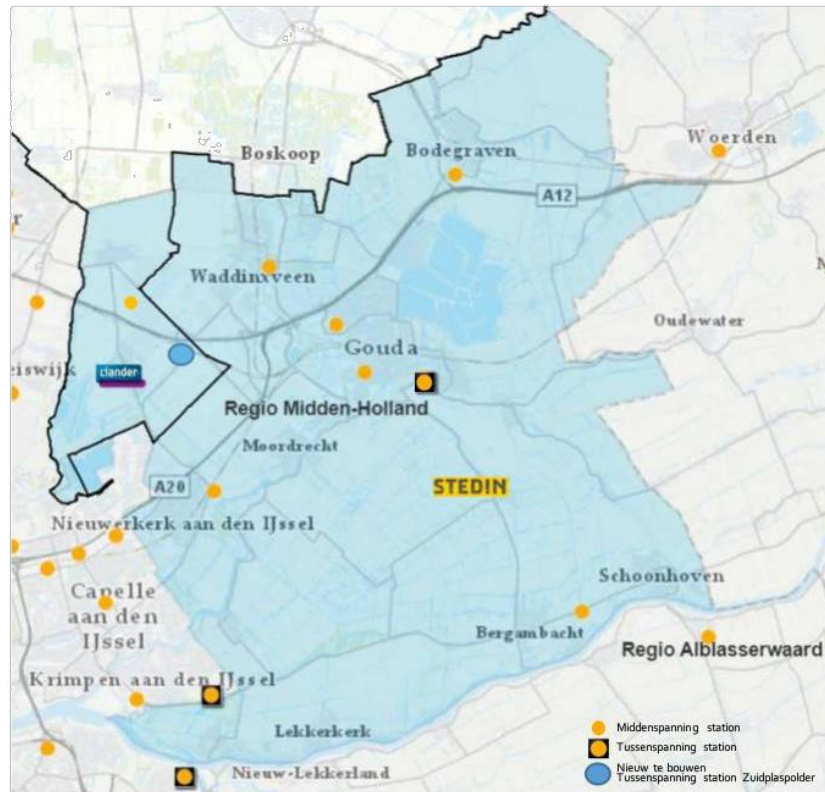 Boskoop
Bodegraven
Woerden
A12
Waddinxveen
Oudewater
Gouda
eiswijk
liander
Regio Midden-Holland
Moordrecht
A20
STEDIN
Nieuwerkerk aan den IJssel
Capelle
aan den
IJssel
Schoonhoven
Bergambacht
Regio Alblasserwaard
Krimpen aan den IJssel
Lekkerkerk
Nieuw-Lekkerland
Middenspanning station
Tussenspanning station
Nieuw te bouwen
Tussenspanning station Zuidplaspolder